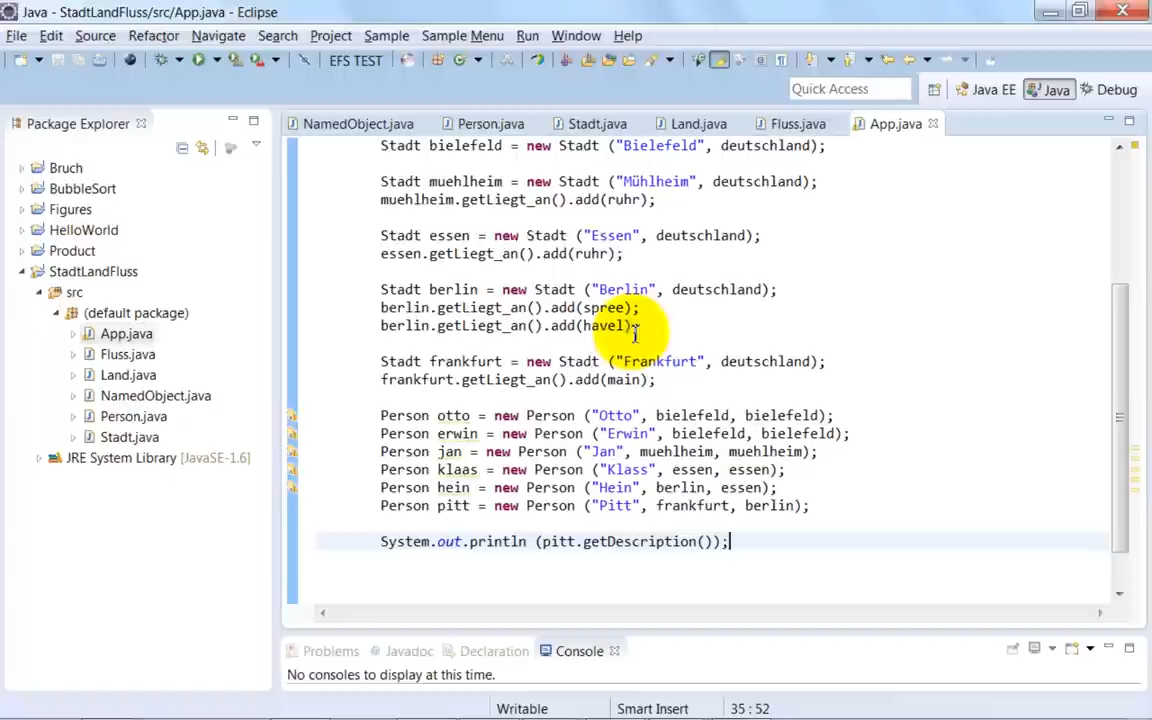 Java - StadtLandFluss/src/App.java - Eclipse
File Edit Source Refactor Navigate Search Project Sample Sample Menu Run Window Help
EFS TEST
Quick Access Java EE Java Debug
Package Explorer
Bruch
BubbleSort
Figures
HelloWorld
Product
StadtLandFluss
src
(default package)
App.java
Fluss.java
Land.java
NamedObject.java
Person.java
Stadt.java
JRE System Library [JavaSE-1.6]
NamedObject.java Person.java Stadt.java Land.java Fluss.java App.java
Stadt bielefeld = new Stadt ("Bielefeld", deutschland);
Stadt muehlheim = new Stadt ("Mühlheim", deutschland);
muehlheim.getLiegt_an().add(ruhr);
Stadt essen = new Stadt ("Essen", deutschland);
essen.getLiegt_an().add(ruhr);
Stadt berlin = new Stadt ("Berlin", deutschland);
berlin.getLiegt_an().add(spree);
berlin.getLiegt_an().add(havel);
Stadt frankfurt = new Stadt ("Frankfurt", deutschland);
frankfurt.getLiegt_an().add(main);
Person otto = new Person ("Otto", bielefeld, bielefeld);
Person erwin = new Person ("Erwin", bielefeld, bielefeld);
Person jan = new Person ("Jan", muehlheim, muehlheim);
Person klaas = new Person ("Klass", essen, essen);
Person hein = new Person ("Hein", berlin, essen);
Person pitt = new Person ("Pitt", frankfurt, berlin);
System.out.println (pitt.getDescription());
Problems Javadoc Declaration Console
No consoles to display at this time.
Writable Smart Insert 35 : 52